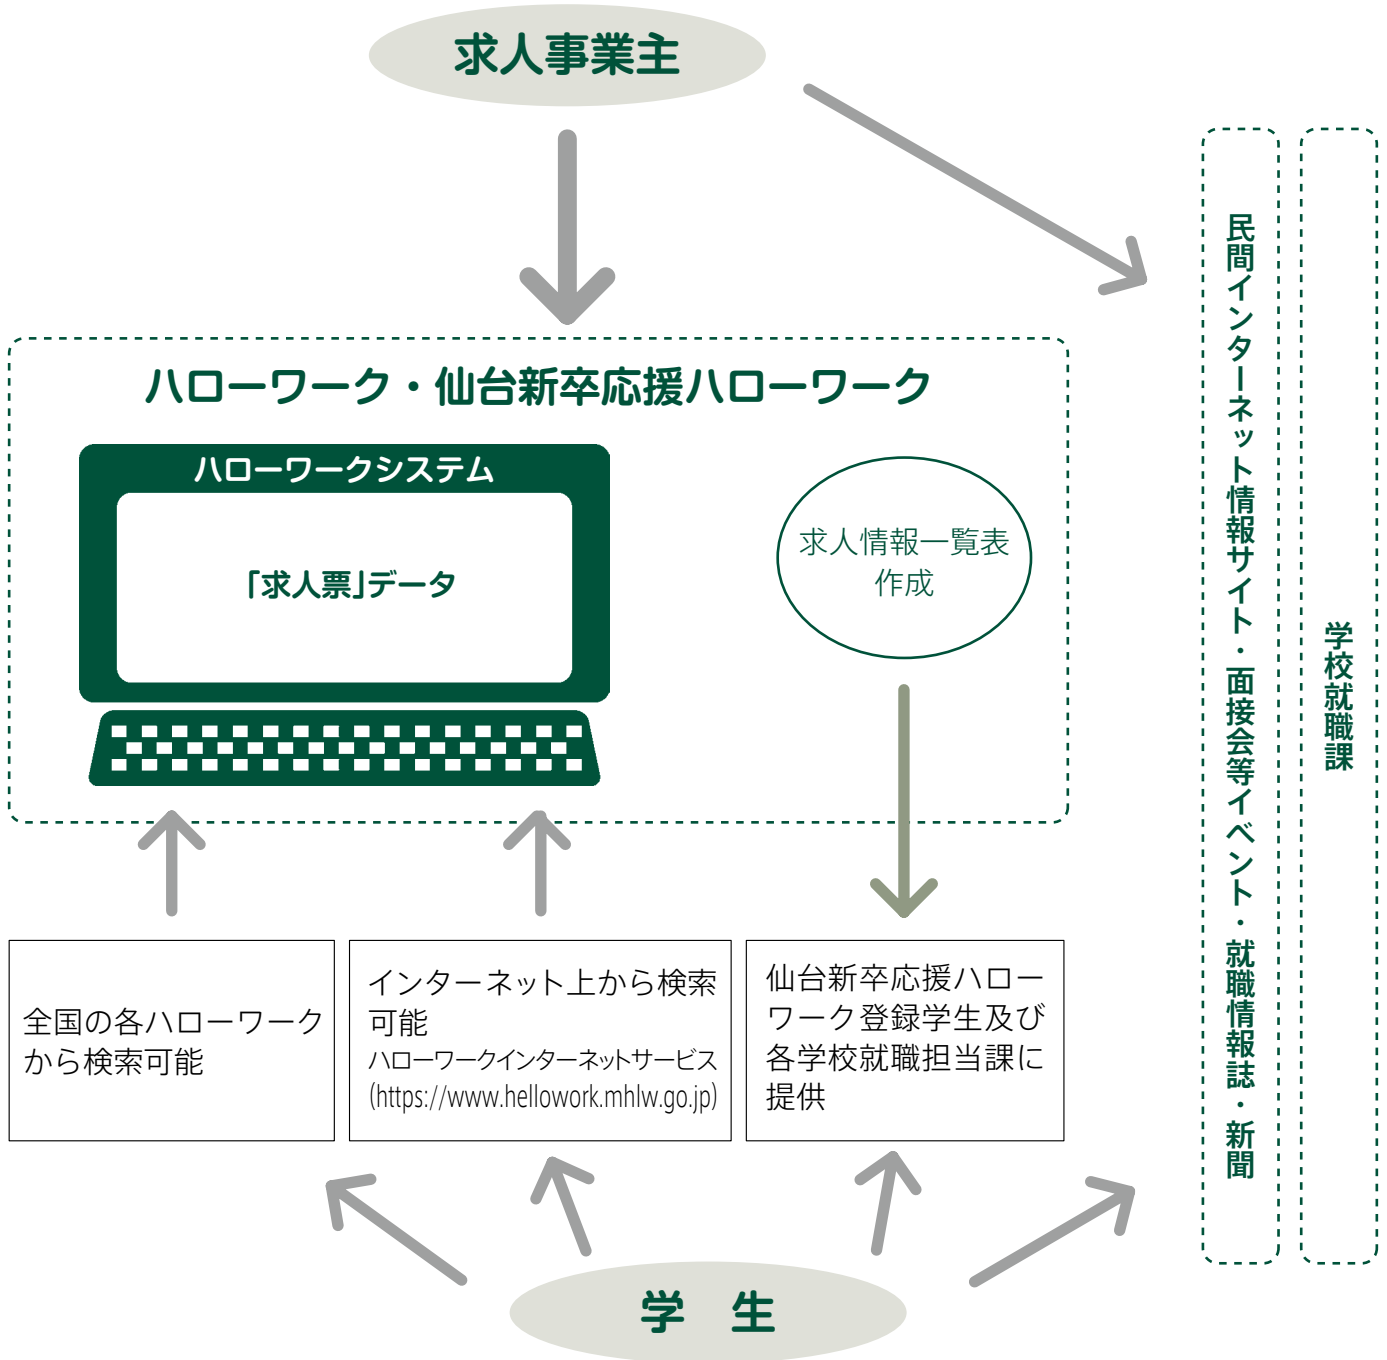 求人事業主
ハローワーク・仙台新卒応援ハローワーク
ハローワークシステム
「求人票」データ
求人情報一覧表
作成
全国の各ハローワーク
から検索可能
インターネット上から検索
可能
ハローワークインターネットサービス
(https://www.hellowork.mhlw.go.jp)
仙台新卒応援ハロー
ワーク登録学生及び
各学校就職担当課に
提供
民間インターネット情報サイト・面接会等イベント・就職情報誌・新聞
学校就職課
学　生